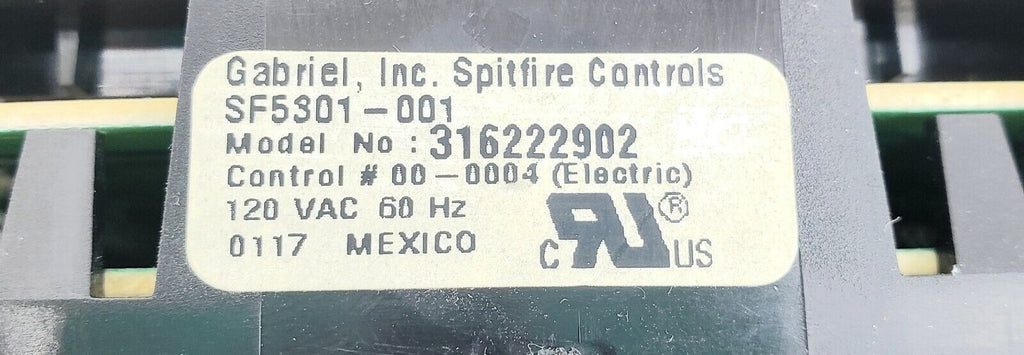 Gabriel, Inc. Spitfire Controls
SF5301-001
Model No : 316222902
Control # 00-0004 (Electric)
120 VAC 60 Hz
0117 MEXICO
C RU ® US